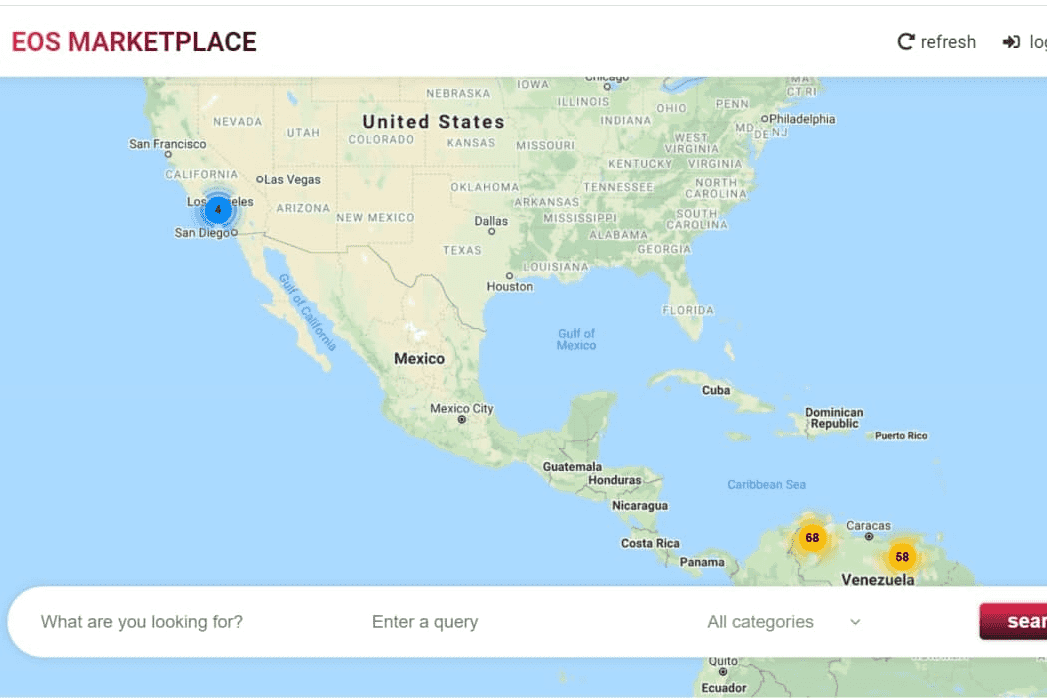 EOS MARKETPLACE
refresh
log
Chicago
IOWA
NEBRASKA
MA
CT RI
ILLINOIS
OHIO
PENN
NEVADA
United States
INDIANA
Philadelphia
UTAH
COLORADO
KANSAS
MISSOURI
WEST
VIRGINIA
MD
DE NJ
San Francisco
KENTUCKY
VIRGINIA
CALIFORNIA
Las Vegas
OKLAHOMA
TENNESSEE
NORTH
CAROLINA
Los Angeles
4
ARIZONA
NEW MEXICO
ARKANSAS
MISSISSIPPI
SOUTH
CAROLINA
San Diego
Dallas
ALABAMA
TEXAS
GEORGIA
LOUISIANA
Houston
Gulf of California
FLORIDA
Gulf of
Mexico
Mexico
Cuba
Mexico City
Dominican
Republic
Puerto Rico
Guatemala
Honduras
Caribbean Sea
Nicaragua
Caracas
68
Costa Rica
58
Panama
Venezuela
What are you looking for?
Enter a query
All categories
sear
Quito
Ecuador